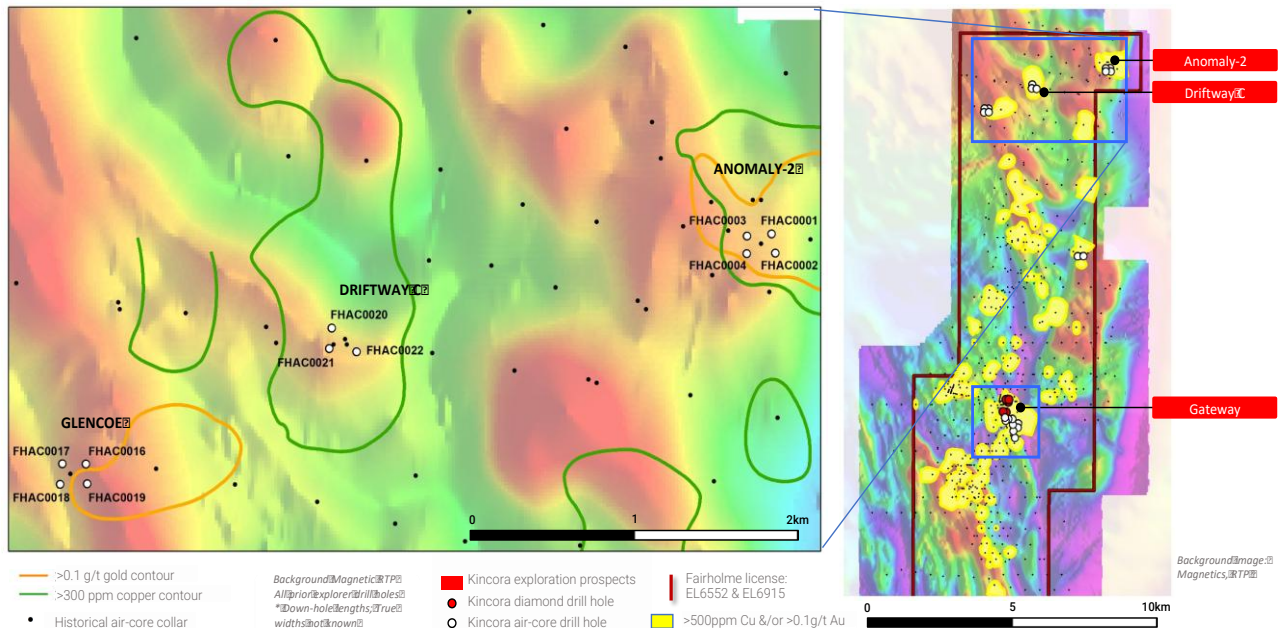 ANOMALY-2
FHAC0003
FHAC0001
FHAC0004
FHAC0002
DRIFTWAY C
FHAC0020
FHAC0021
FHAC0022
GLENCOE
FHAC0017
FHAC0016
FHAC0018
FHAC0019
0
1
2km
Anomaly-2
Driftway C
Gateway
>0.1 g/t gold contour
>300 ppm copper contour
Historical air-core collar
Background Magnetic RTP
All prior explorer drill holes
* Down-hole lengths; True
widths not known
Kincora exploration prospects
Kincora diamond drill hole
Kincora air-core drill hole
Fairholme license:
EL6552 & EL6915
>500ppm Cu &/or >0.1g/t Au
Background Image:
Magnetics, RTP
0
5
10km